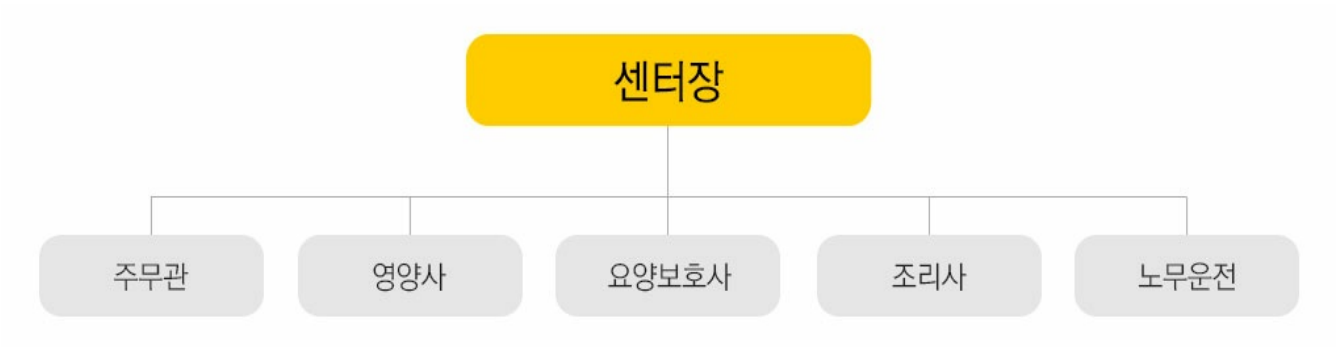 센터장
주무관
영양사
요양보호사
조리사
노무운전